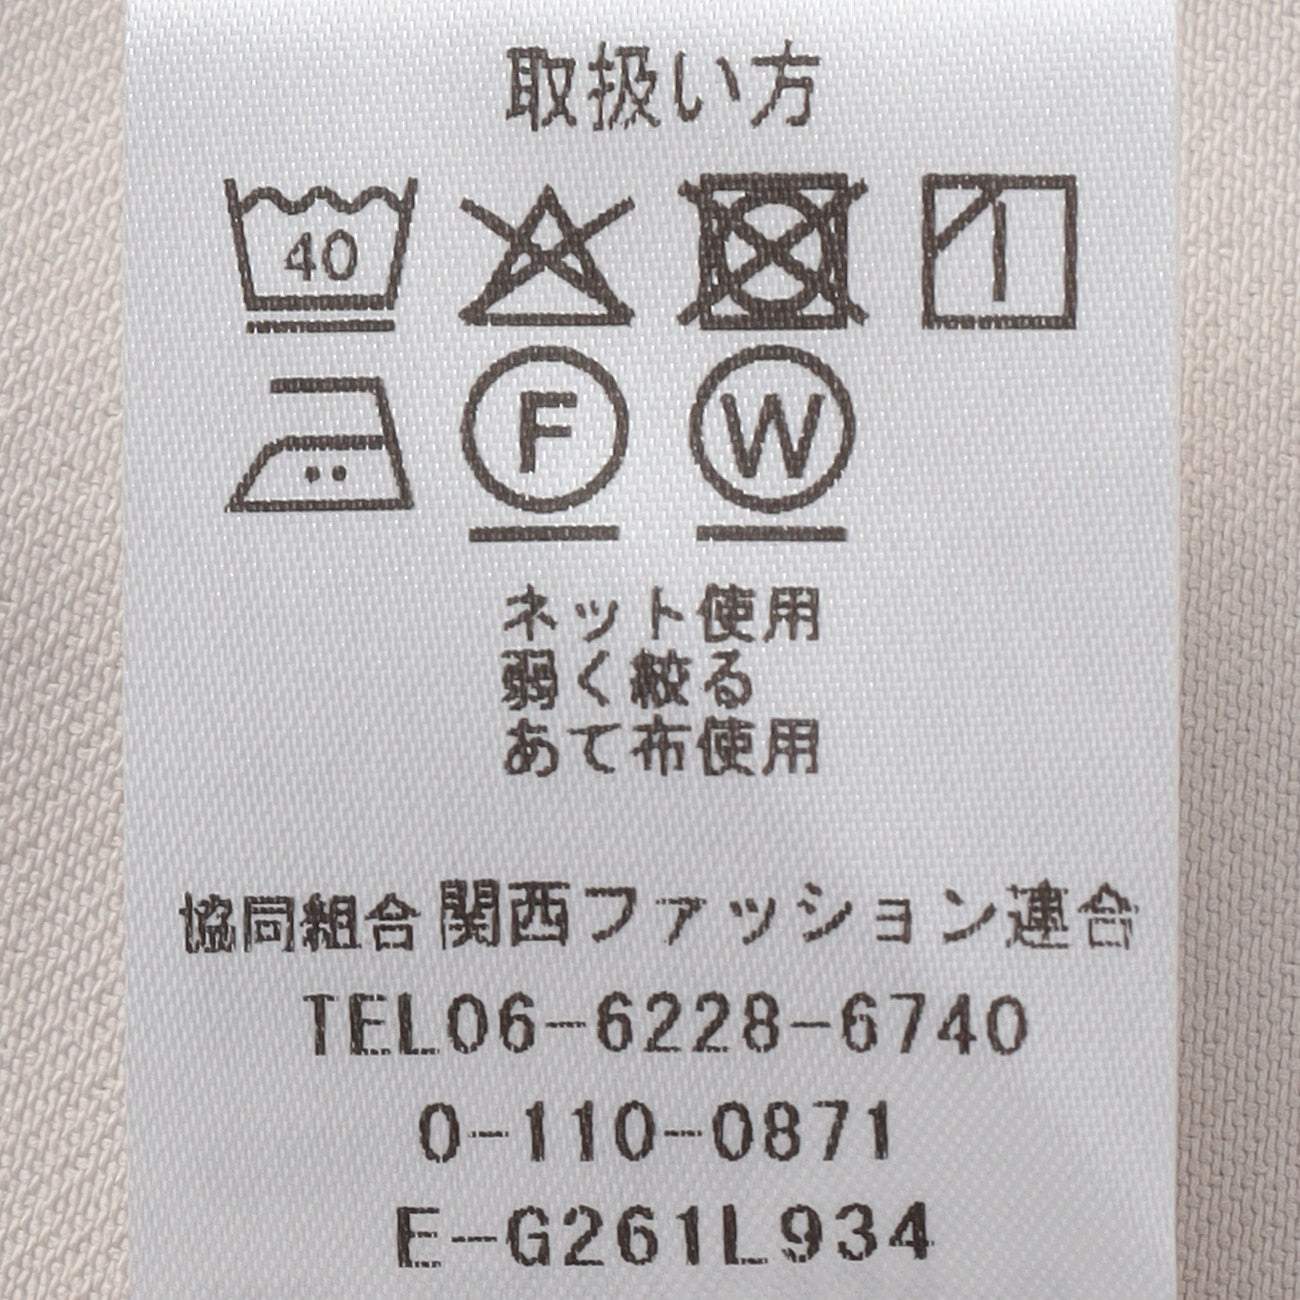 取扱い方
40
F W
ネット使用
弱く絞る
あて布使用
協同組合関西ファッション連合
TEL06-6228-6740
0-110-0871
E-G261L934